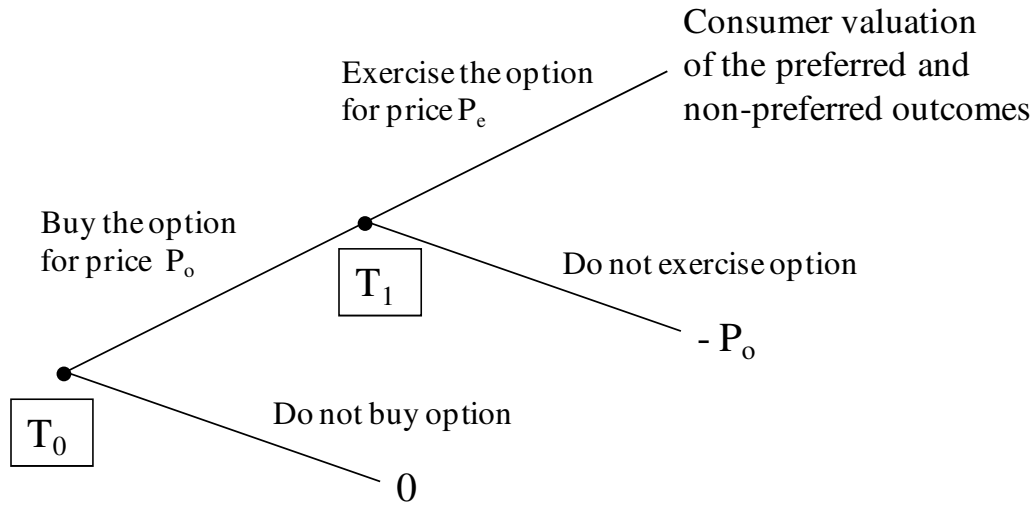 Consumer valuation
of the preferred and
non-preferred outcomes
Exercise the option
for price Pₑ
Buy the option
for price Pₒ
T₁
Do not exercise option
- Pₒ
T₀
Do not buy option
0